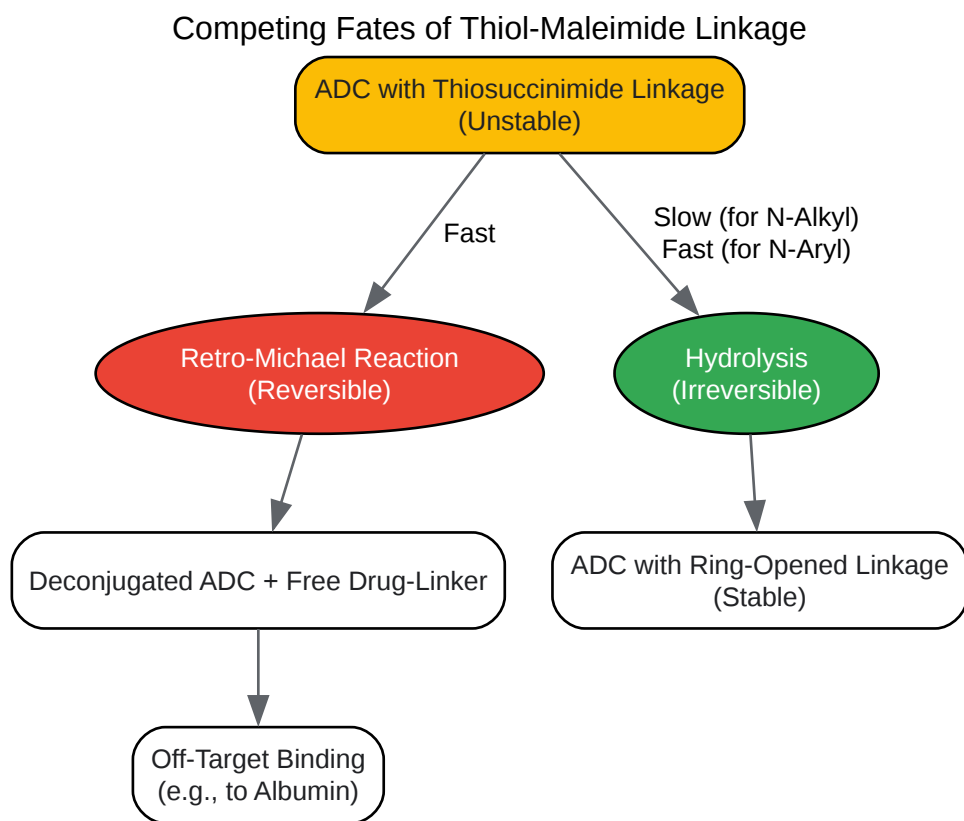 Competing Fates of Thiol-Maleimide Linkage
ADC with Thiosuccinimide Linkage
(Unstable)
Fast
Slow (for N-Alkyl)
Fast (for N-Aryl)
Retro-Michael Reaction
(Reversible)
Hydrolysis
(Irreversible)
Deconjugated ADC + Free Drug-Linker
ADC with Ring-Opened Linkage
(Stable)
Off-Target Binding
(e.g., to Albumin)